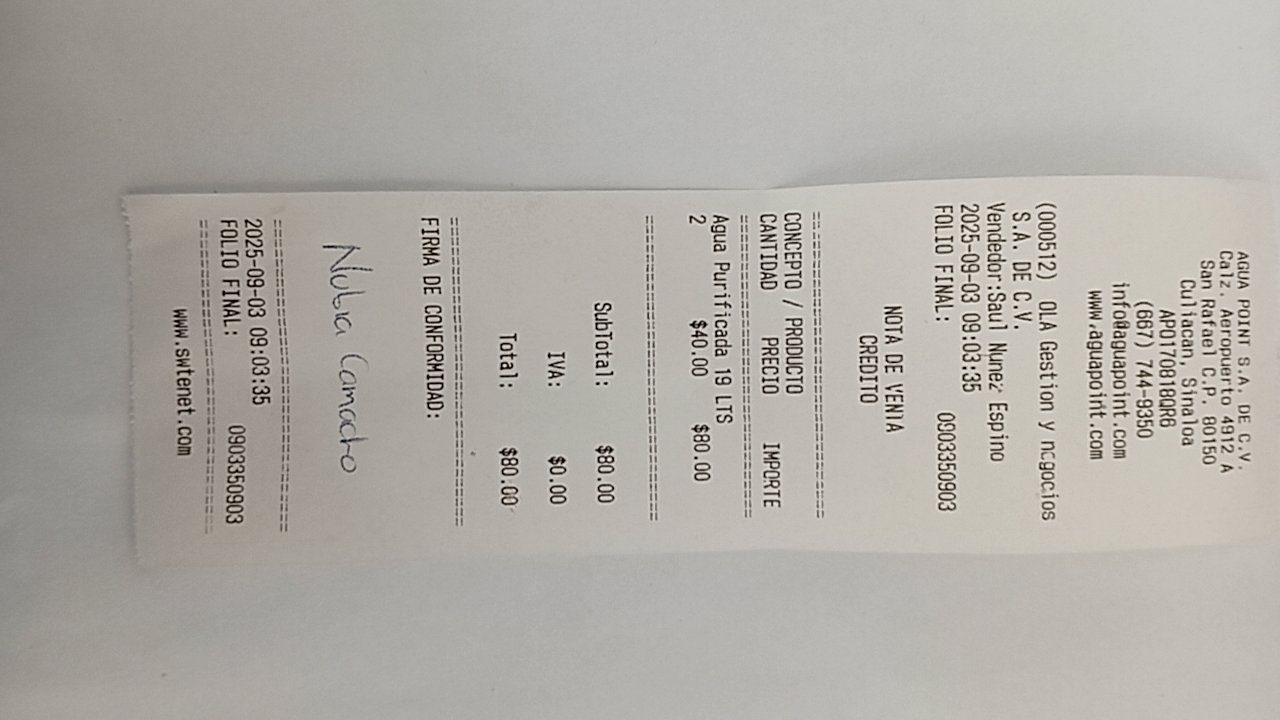 AGUA POINT S.A. DE C.V.
Calz. Aeropuerto 4912 A
San Rafael C.P. 80150
Culiacan, Sinaloa
APO170818QR6
(667) 744-9350
info@aguapoint.com
www.aguapoint.com
(000512) OLA Gestion y negocios
S.A. DE C.V.
Vendedor:Saul Nunez Espino
2025-09-03 09:03:35
FOLIO FINAL: 0903350903
NOTA DE VENTA
CREDITO
================================
CONCEPTO / PRODUCTO
CANTIDAD PRECIO IMPORTE
================================
Agua Purificada 19 LTS
2 $40.00 $80.00
================================
SubTotal: $80.00
IVA: $0.00
Total: $80.00
================================
FIRMA DE CONFORMIDAD:
Nubia Camacho
================================
2025-09-03 09:03:35
FOLIO FINAL: 0903350903
================================
www.swtenet.com